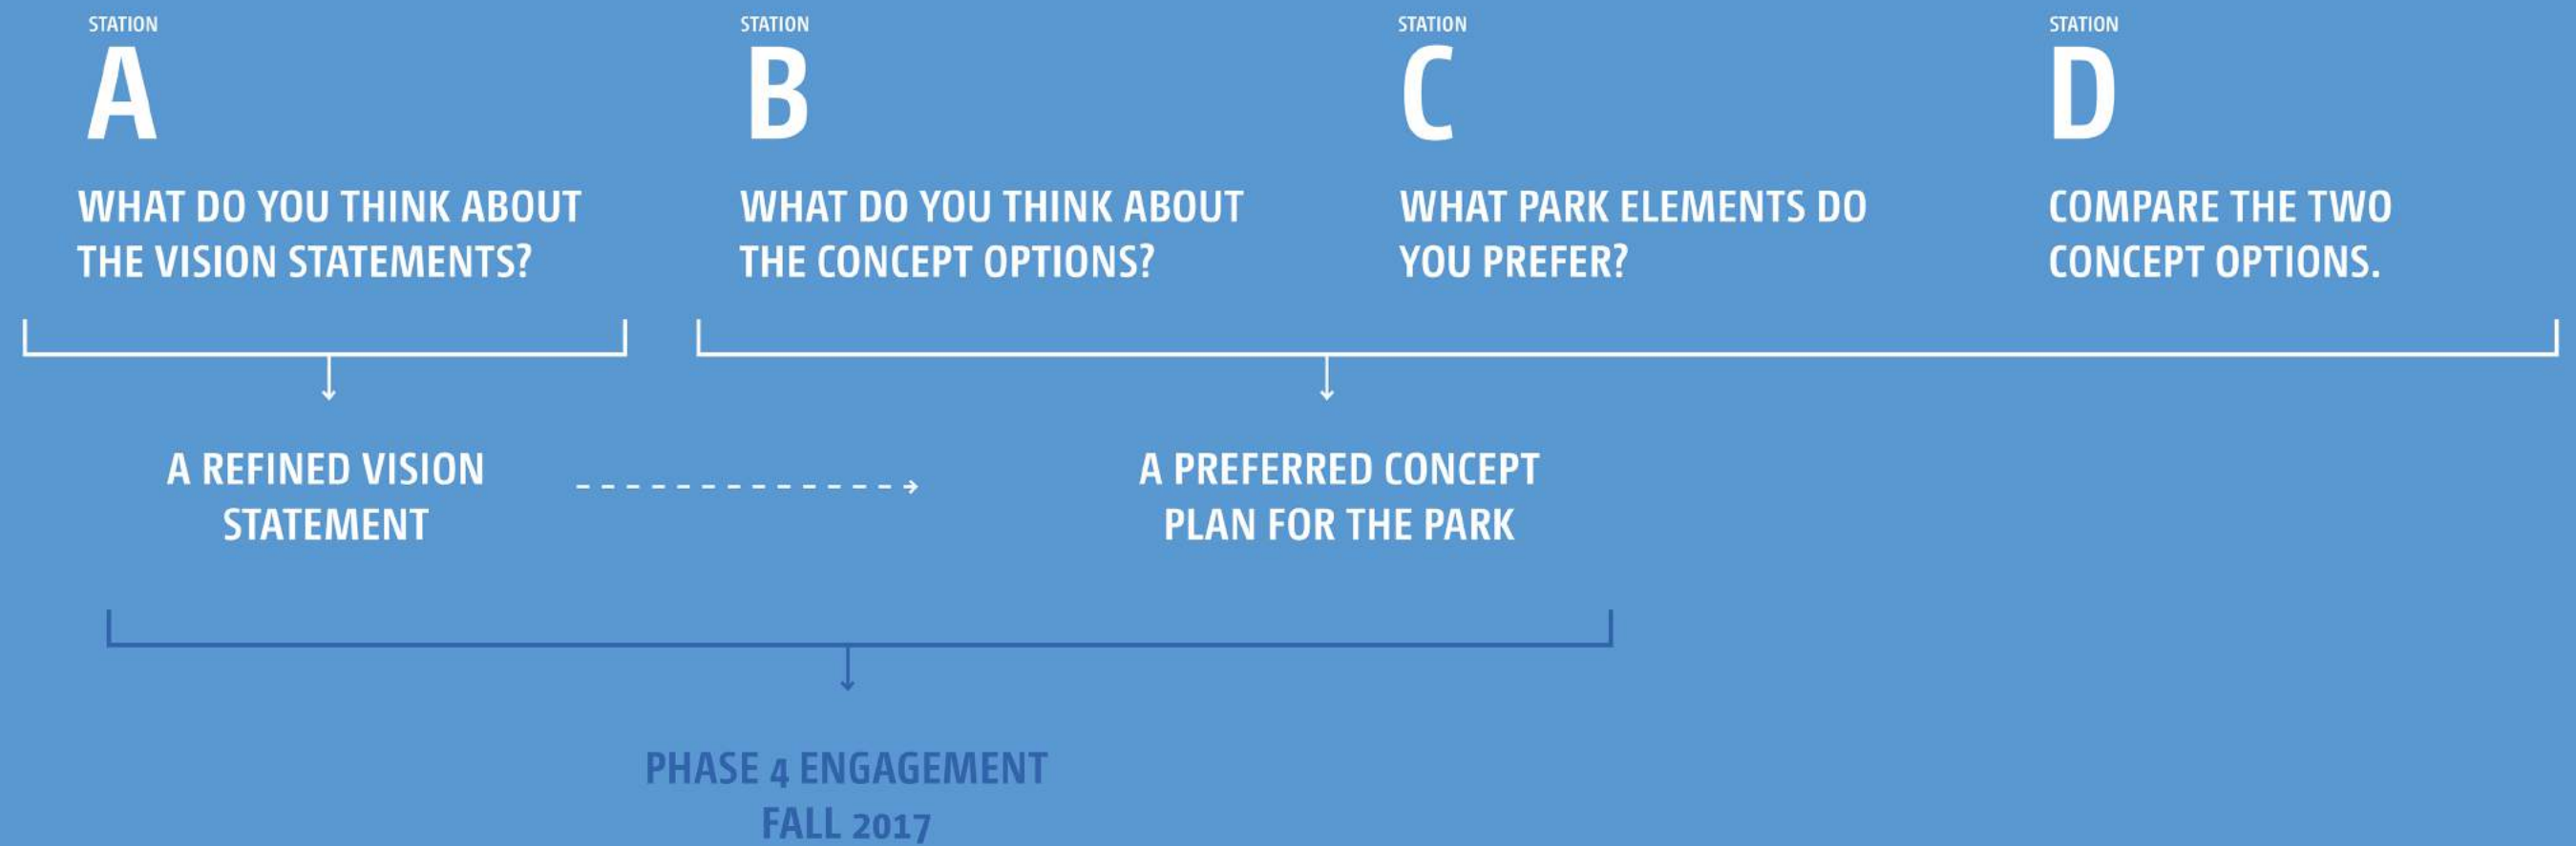 STATION
A
WHAT DO YOU THINK ABOUT
THE VISION STATEMENTS?
STATION
B
WHAT DO YOU THINK ABOUT
THE CONCEPT OPTIONS?
STATION
C
WHAT PARK ELEMENTS DO
YOU PREFER?
STATION
D
COMPARE THE TWO
CONCEPT OPTIONS.
A REFINED VISION
STATEMENT
A PREFERRED CONCEPT
PLAN FOR THE PARK
PHASE 4 ENGAGEMENT
FALL 2017